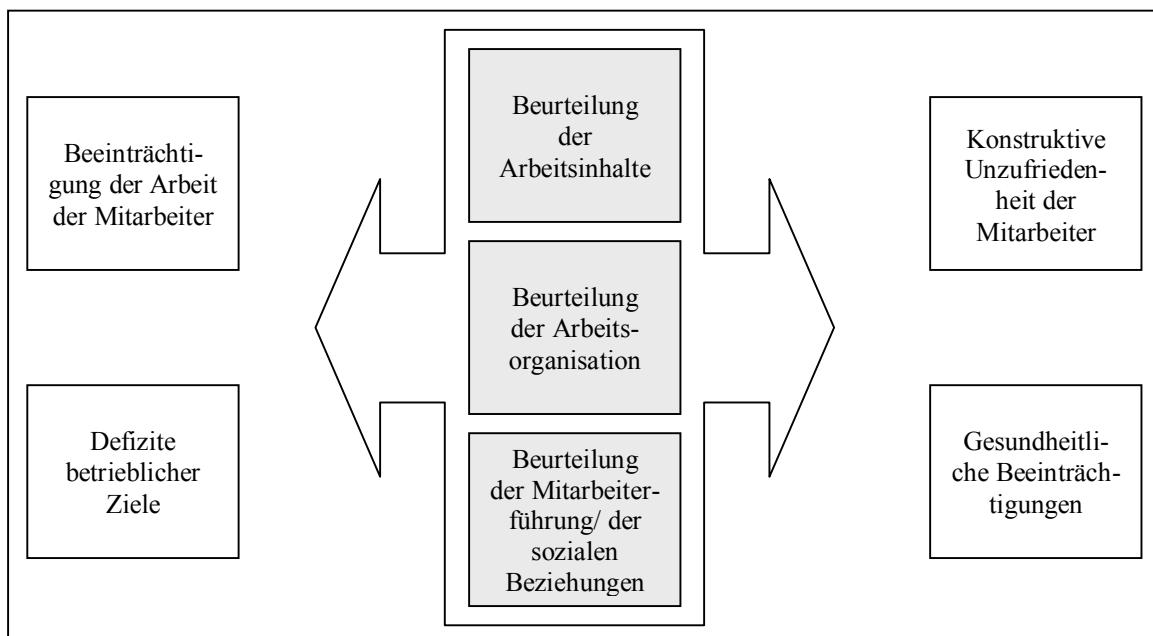 Beeinträchti-
gung der Arbeit
der Mitarbeiter
Defizite
betrieblicher
Ziele
Beurteilung
der
Arbeitsinhalte
Beurteilung
der Arbeits-
organisation
Beurteilung
der Mitarbeiter-
führung/ der
sozialen
Beziehungen
Konstruktive
Unzufrieden-
heit der
Mitarbeiter
Gesundheitli-
che Beeinträch-
tigungen